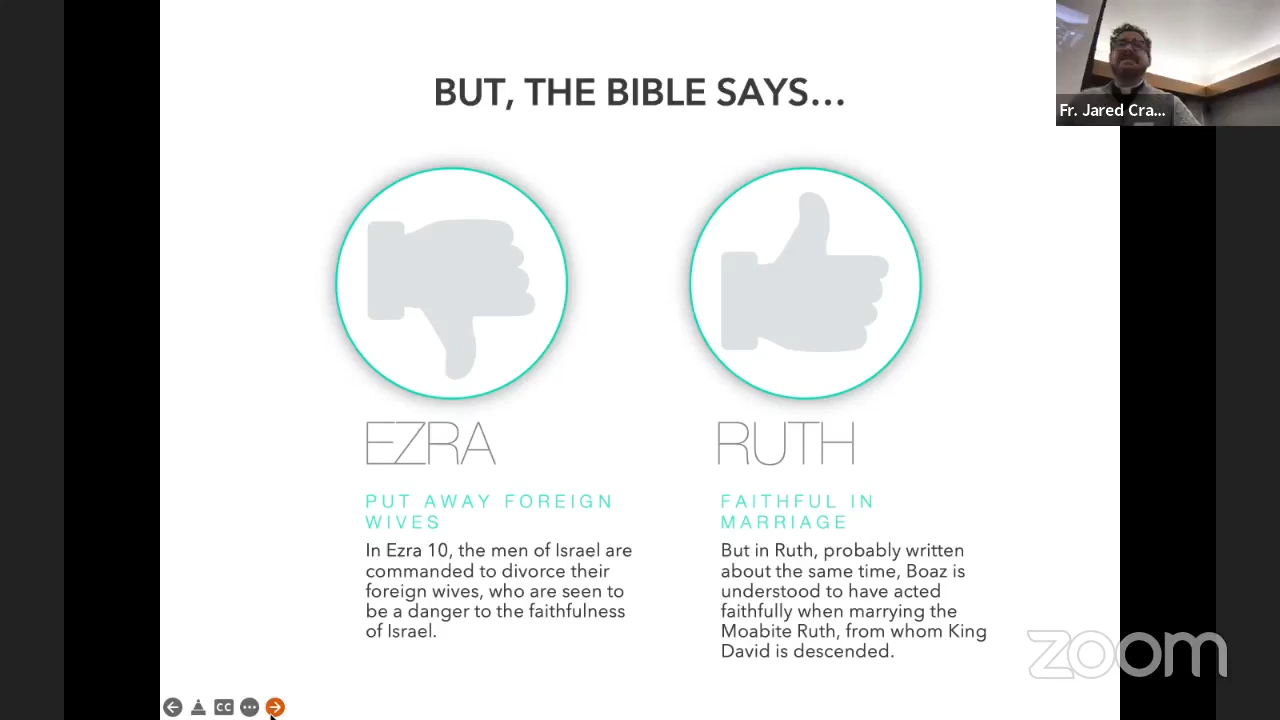 BUT, THE BIBLE SAYS…
Fr. Jared Cra...
EZRA
PUT AWAY FOREIGN
WIVES
In Ezra 10, the men of Israel are
commanded to divorce their
foreign wives, who are seen to
be a danger to the faithfulness
of Israel.
RUTH
FAITHFUL IN
MARRIAGE
But in Ruth, probably written
about the same time, Boaz is
understood to have acted
faithfully when marrying the
Moabite Ruth, from whom King
David is descended.
zoom
CC